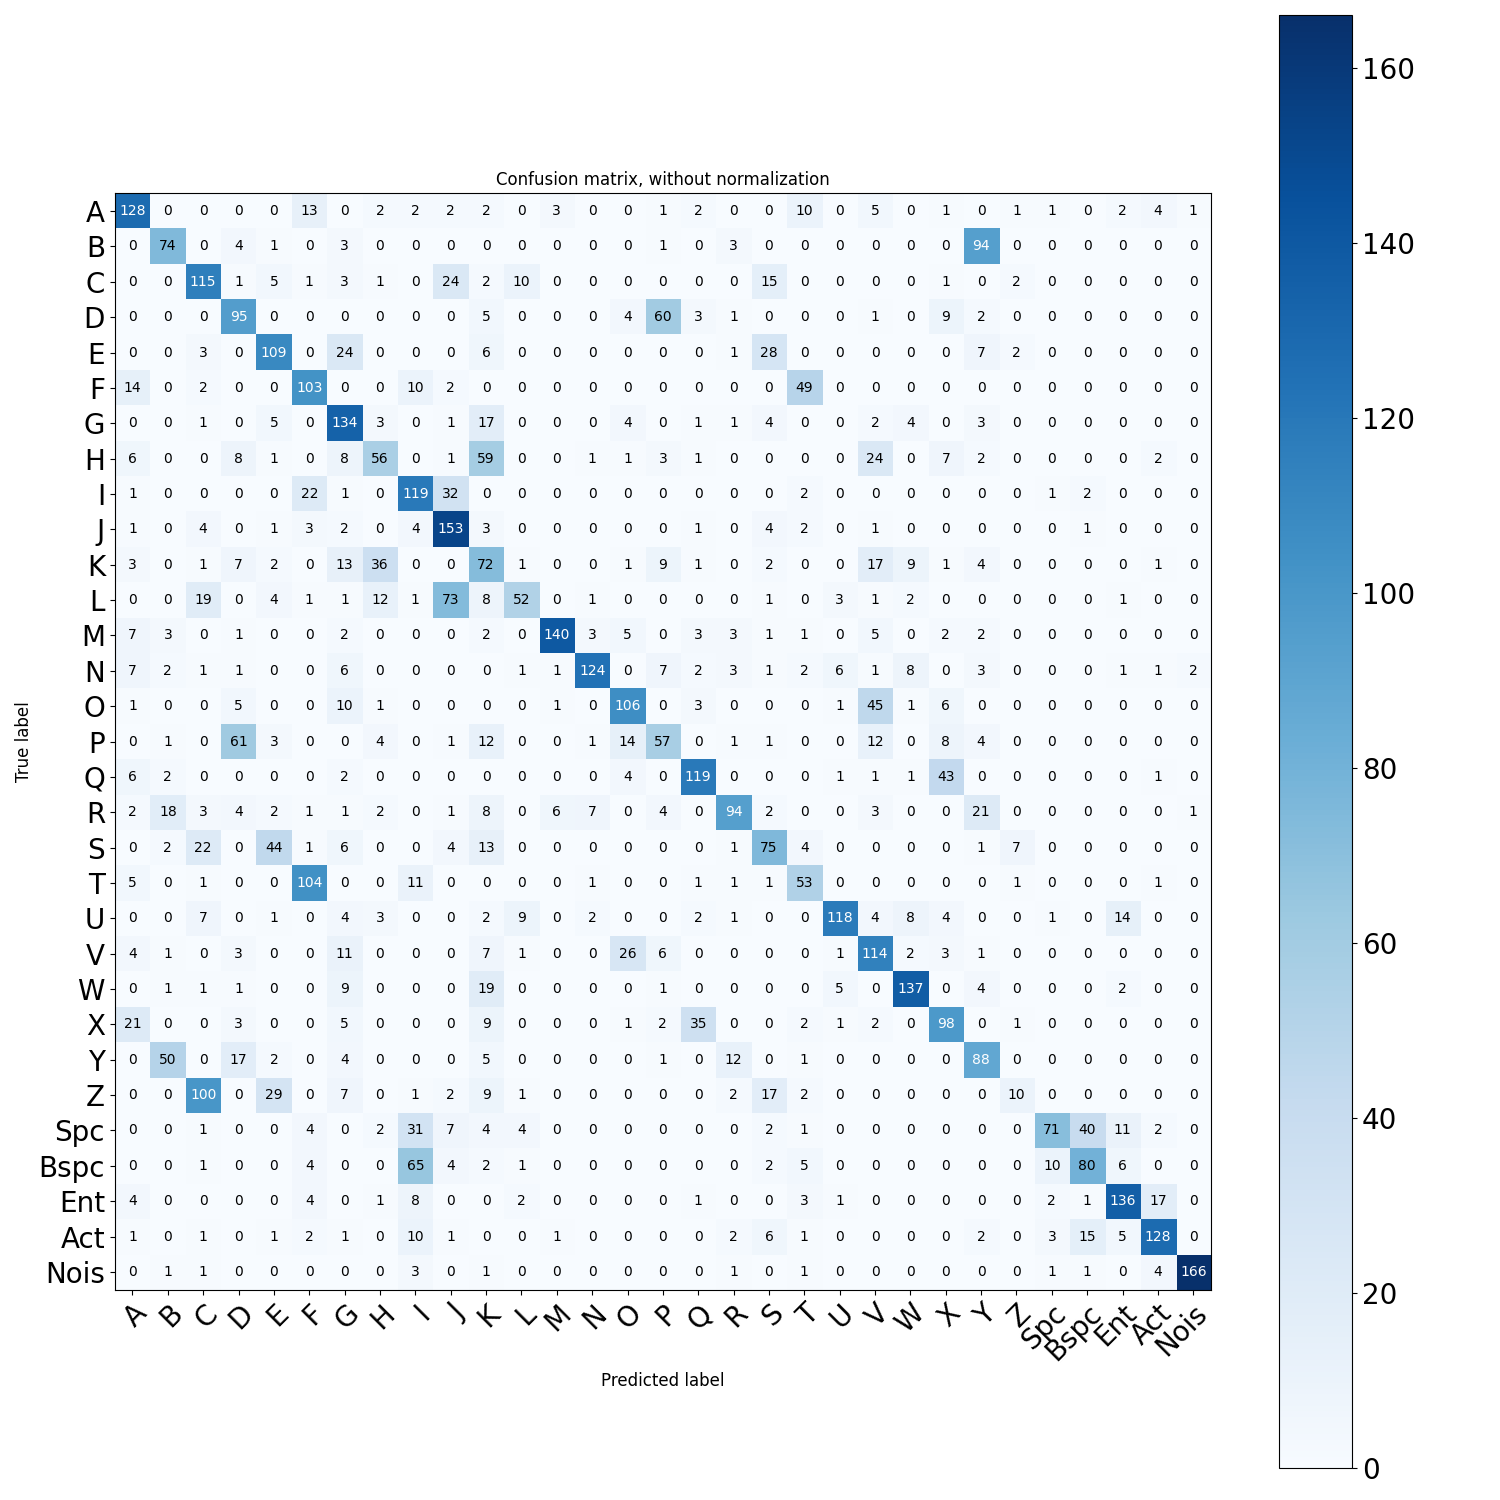 Confusion matrix, without normalization
A 128 0 0 0 0 13 0 2 2 2 2 0 3 0 0 1 2 0 0 10 0 5 0 1 0 1 1 0 2 4 1
B 0 74 0 4 1 0 3 0 0 0 0 0 0 0 0 1 0 3 0 0 0 0 0 0 94 0 0 0 0 0 0
C 0 0 115 1 5 1 3 1 0 24 2 10 0 0 0 0 0 0 15 0 0 0 0 1 0 2 0 0 0 0 0
D 0 0 0 95 0 0 0 0 0 0 5 0 0 0 4 60 3 1 0 0 0 1 0 9 2 0 0 0 0 0 0
E 0 0 3 0 109 0 24 0 0 0 6 0 0 0 0 0 0 1 28 0 0 0 0 0 7 2 0 0 0 0 0
F 14 0 2 0 0 103 0 0 10 2 0 0 0 0 0 0 0 0 0 49 0 0 0 0 0 0 0 0 0 0 0
G 0 0 1 0 5 0 134 3 0 1 17 0 0 0 4 0 1 1 4 0 0 2 4 0 3 0 0 0 0 0 0
H 6 0 0 8 1 0 8 56 0 1 59 0 0 1 1 3 1 0 0 0 0 24 0 7 2 0 0 0 0 2 0
I 1 0 0 0 0 22 1 0 119 32 0 0 0 0 0 0 0 0 0 2 0 0 0 0 0 0 1 2 0 0 0
J 1 0 4 0 1 3 2 0 4 153 3 0 0 0 0 0 1 0 4 2 0 1 0 0 0 0 0 1 0 0 0
K 3 0 1 7 2 0 13 36 0 0 72 1 0 0 1 9 1 0 2 0 0 17 9 1 4 0 0 0 0 1 0
L 0 0 19 0 4 1 1 12 1 73 8 52 0 1 0 0 0 0 1 0 3 1 2 0 0 0 0 0 1 0 0
M 7 3 0 1 0 0 2 0 0 0 2 0 140 3 5 0 3 3 1 1 0 5 0 2 2 0 0 0 0 0 0
N 7 2 1 1 0 0 6 0 0 0 0 1 1 124 0 7 2 3 1 2 6 1 8 0 3 0 0 0 1 1 2
O 1 0 0 5 0 0 10 1 0 0 0 0 1 0 106 0 3 0 0 0 1 45 1 6 0 0 0 0 0 0 0
P 0 1 0 61 3 0 0 4 0 1 12 0 0 1 14 57 0 1 1 0 0 12 0 8 4 0 0 0 0 0 0
Q 6 2 0 0 0 0 2 0 0 0 0 0 0 0 4 0 119 0 0 0 1 1 1 43 0 0 0 0 0 1 0
R 2 18 3 4 2 1 1 2 0 1 8 0 6 7 0 4 0 94 2 0 0 3 0 0 21 0 0 0 0 0 1
S 0 2 22 0 44 1 6 0 0 4 13 0 0 0 0 0 0 1 75 4 0 0 0 0 1 7 0 0 0 0 0
T 5 0 1 0 0 104 0 0 11 0 0 0 0 1 0 0 1 1 1 53 0 0 0 0 0 1 0 0 0 1 0
U 0 0 7 0 1 0 4 3 0 0 2 9 0 2 0 0 2 1 0 0 118 4 8 4 0 0 1 0 14 0 0
V 4 1 0 3 0 0 11 0 0 0 7 1 0 0 26 6 0 0 0 0 1 114 2 3 1 0 0 0 0 0 0
W 0 1 1 1 0 0 9 0 0 0 19 0 0 0 0 1 0 0 0 0 5 0 137 0 4 0 0 0 2 0 0
X 21 0 0 3 0 0 5 0 0 0 9 0 0 0 1 2 35 0 0 2 1 2 0 98 0 1 0 0 0 0 0
Y 0 50 0 17 2 0 4 0 0 0 5 0 0 0 0 1 0 12 0 1 0 0 0 0 88 0 0 0 0 0 0
Z 0 0 100 0 29 0 7 0 1 2 9 1 0 0 0 0 0 2 17 2 0 0 0 0 0 10 0 0 0 0 0
Spc 0 0 1 0 0 4 0 2 31 7 4 4 0 0 0 0 0 0 2 1 0 0 0 0 0 0 71 40 11 2 0
Bspc 0 0 1 0 0 4 0 0 65 4 2 1 0 0 0 0 0 0 2 5 0 0 0 0 0 0 10 80 6 0 0
Ent 4 0 0 0 0 4 0 1 8 0 0 2 0 0 0 0 1 0 0 3 1 0 0 0 0 0 2 1 136 17 0
Act 1 0 1 0 1 2 1 0 10 1 0 0 1 0 0 0 0 2 6 1 0 0 0 0 2 0 3 15 5 128 0
Nois 0 1 1 0 0 0 0 0 3 0 1 0 0 0 0 0 0 1 0 1 0 0 0 0 0 0 1 1 0 4 166
A B C D E F G H I J K L M N O P Q R S T U V W X Y Z Spc Bspc Ent Act Nois
Predicted label
True label
160
140
120
100
80
60
40
20
0